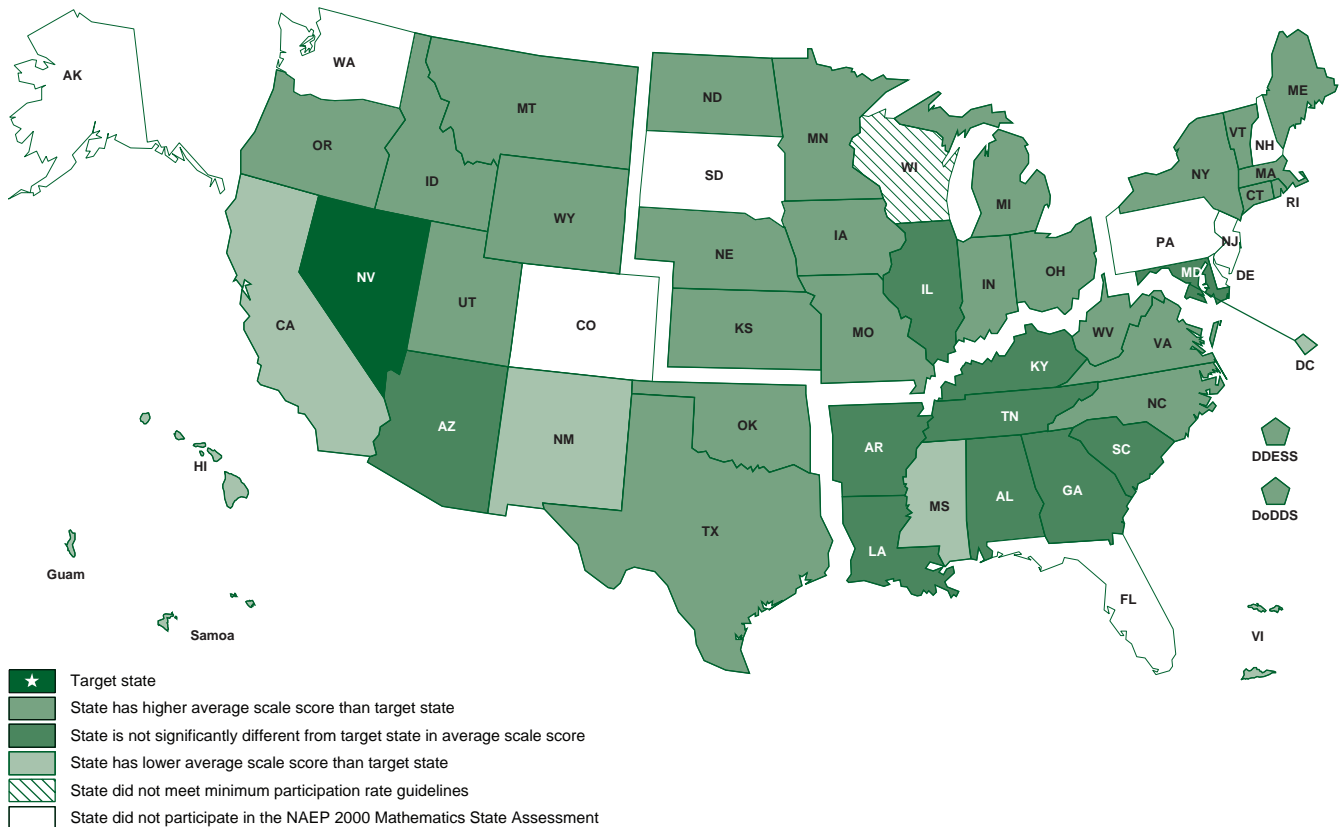 AK
WA
MT
ND
MN
ME
VT
NH
OR
ID
SD
WI
MI
NY
MA
CT
RI
WY
IA
NE
PA
NJ
DE
NV
UT
CO
IL
IN
OH
MD
CA
KS
MO
WV
VA
DC
KY
AZ
NM
OK
AR
TN
NC
SC
DDESS
HI
MS
AL
GA
DoDDS
TX
LA
Guam
FL
Samoa
VI
Target state
State has higher average scale score than target state
State is not significantly different from target state in average scale score
State has lower average scale score than target state
State did not meet minimum participation rate guidelines
State did not participate in the NAEP 2000 Mathematics State Assessment